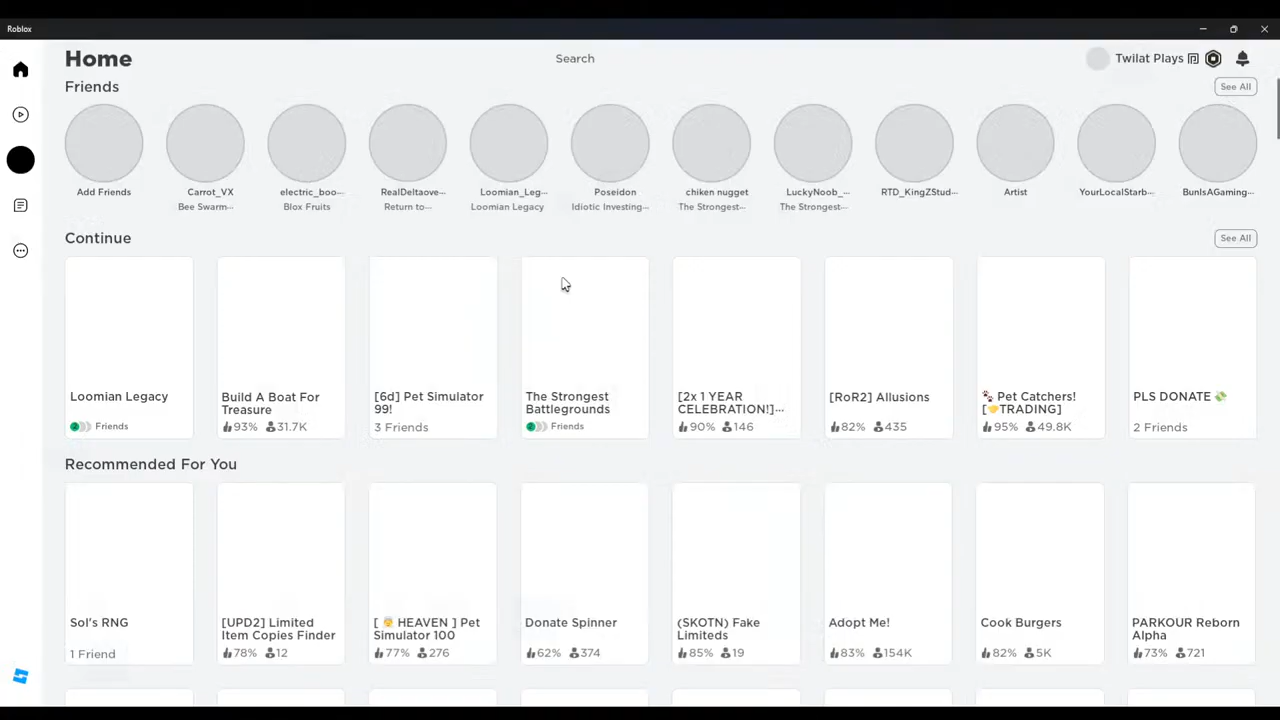 Roblox
Home
Search
Twilat Plays
Friends
See All
Add Friends
Carrot_VX
electric_boo···
RealDeltaove···
Loomian_Leg···
Poseidon
chiken nugget
LuckyNoob_···
RTD_KingZStud···
Artist
YourLocalStarb···
BunIsAGaming···
Bee Swarm···
Blox Fruits
Return to···
Loomian Legacy
Idiotic Investing···
The Strongest···
The Strongest···
Continue
See All
Loomian Legacy
2 Friends
Build A Boat For
Treasure
93% 31.7K
[6d] Pet Simulator
99!
3 Friends
The Strongest
Battlegrounds
2 Friends
[2x 1 YEAR
CELEBRATION!]···
90% 146
[RoR2] Allusions
82% 435
🐾 Pet Catchers!
[🤝TRADING]
95% 49.8K
PLS DONATE 💸
2 Friends
Recommended For You
Sol's RNG
1 Friend
[UPD2] Limited
Item Copies Finder
78% 12
[ 😇 HEAVEN ] Pet
Simulator 100
77% 276
Donate Spinner
62% 374
(SKOTN) Fake
Limiteds
85% 19
Adopt Me!
83% 154K
Cook Burgers
82% 5K
PARKOUR Reborn
Alpha
73% 721